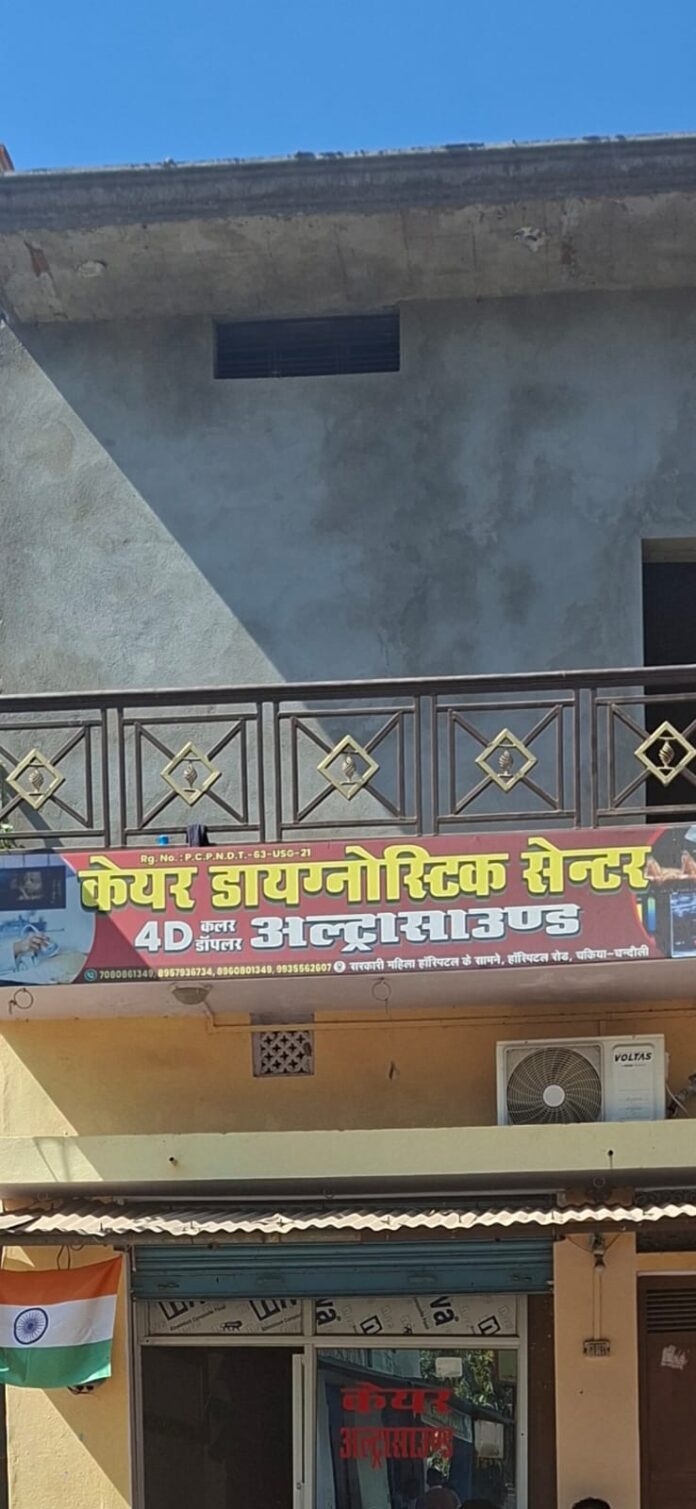 Rg. No. : P.C.P.N.D.T.-63-USG-21
केयर डायग्नोस्टिक सेन्टर
4D कलर डॉपलर अल्ट्रासाउण्ड
7080861349, 8957936734, 8960801349, 9935562607 सरकारी महिला हॉस्पिटल के सामने, हॉस्पिटल रोड, चकिया-चन्दौली
VOLTAS
केयर
अल्ट्रासाउण्ड